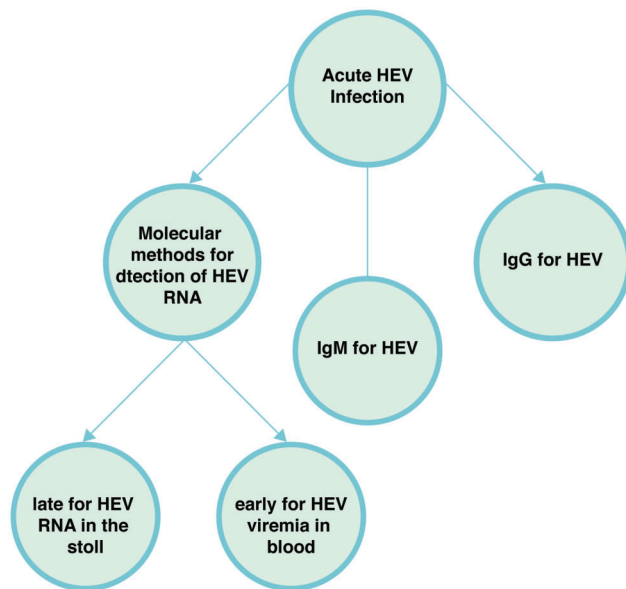 Acute HEV
Infection
Molecular
methods for
dtection of HEV
RNA
IgG for HEV
IgM for HEV
late for HEV
RNA in the
stoll
early for HEV
viremia in
blood